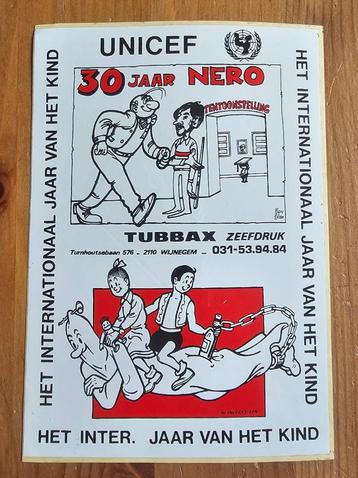 UNICEF
30 JAAR NERO
TENTOONSTELLING
TUBBAX ZEEFDRUK
Turnhoutsebaan 576 - 2110 WIJNEGEM - 031-53.94.84
HET INTERNATIONAAL JAAR VAN HET KIND
HET INTERNATIONAAL JAAR VAN HET KIND
HET INTER. JAAR VAN HET KIND